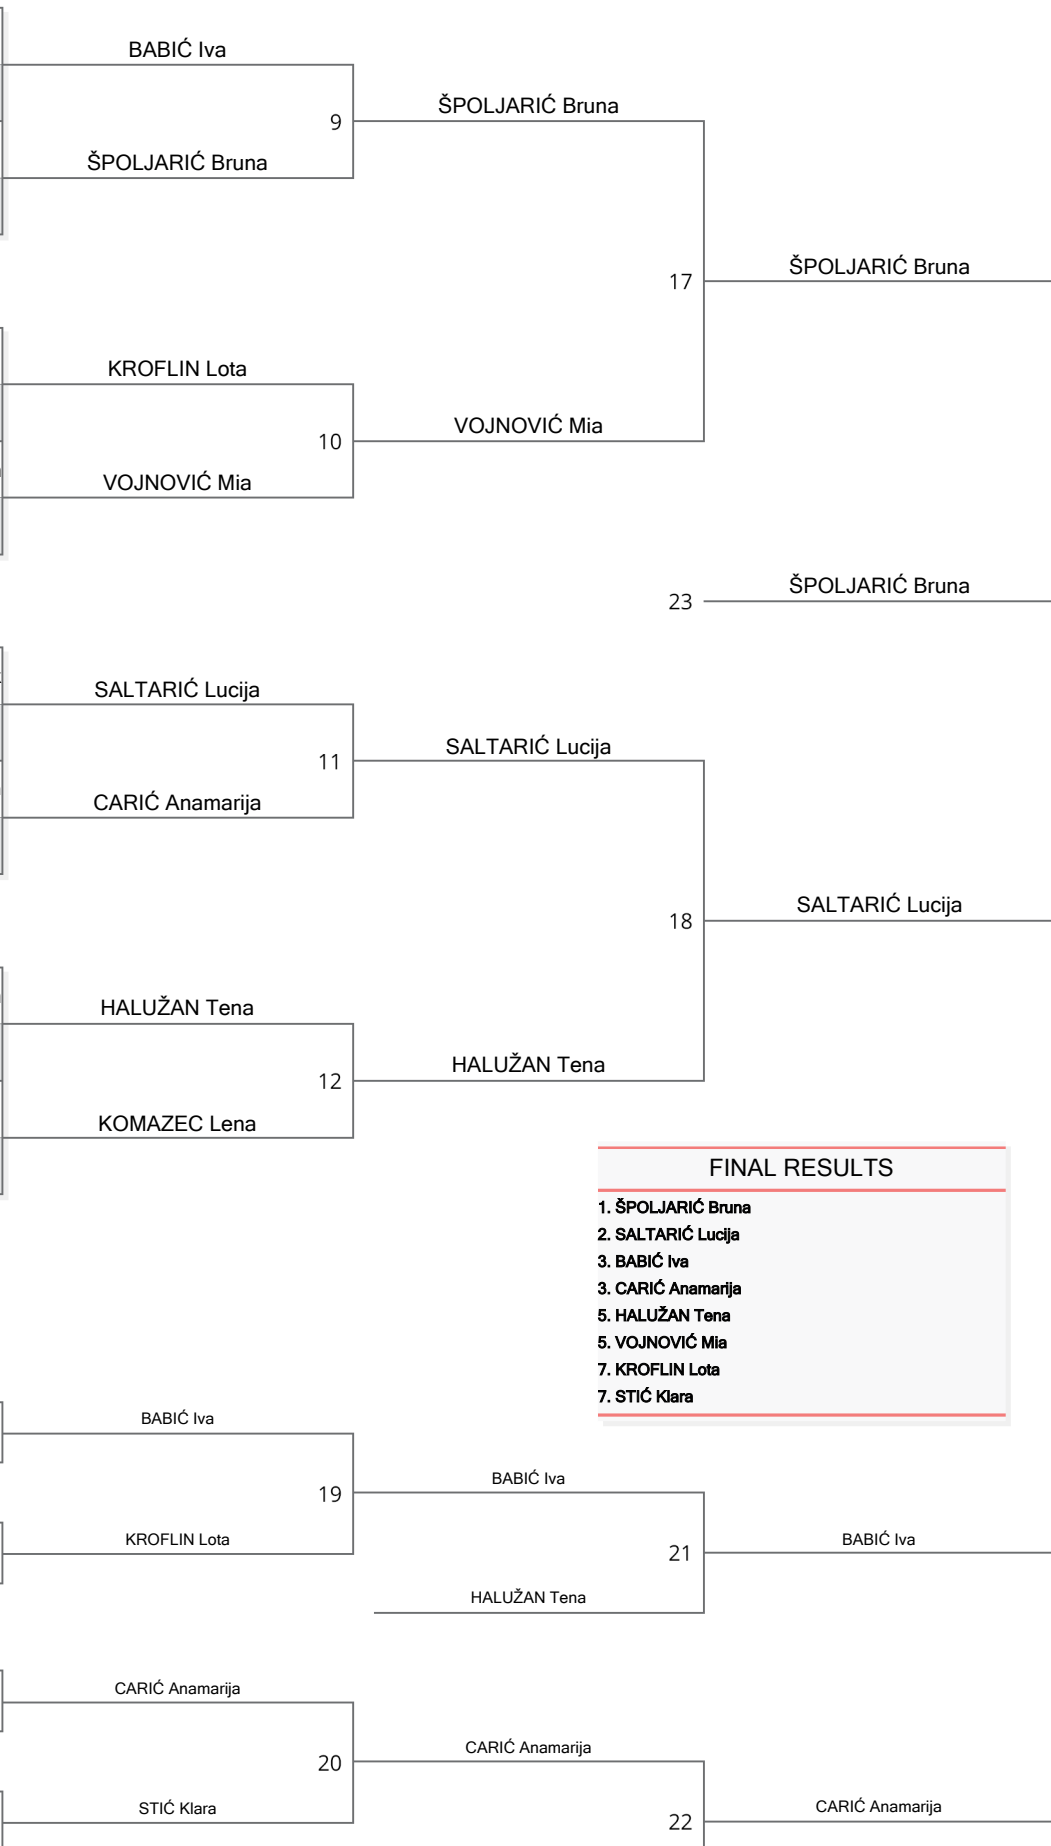 BABIĆ Iva
ŠPOLJARIĆ Bruna
9
ŠPOLJARIĆ Bruna
17
ŠPOLJARIĆ Bruna
KROFLIN Lota
10
VOJNOVIĆ Mia
VOJNOVIĆ Mia
23
ŠPOLJARIĆ Bruna
SALTARIĆ Lucija
11
SALTARIĆ Lucija
CARIĆ Anamarija
18
SALTARIĆ Lucija
HALUŽAN Tena
12
HALUŽAN Tena
KOMAZEC Lena
FINAL RESULTS
1. ŠPOLJARIĆ Bruna
2. SALTARIĆ Lucija
3. BABIĆ Iva
3. CARIĆ Anamarija
5. HALUŽAN Tena
5. VOJNOVIĆ Mia
7. KROFLIN Lota
7. STIĆ Klara
BABIĆ Iva
19
BABIĆ Iva
KROFLIN Lota
21
BABIĆ Iva
HALUŽAN Tena
CARIĆ Anamarija
20
CARIĆ Anamarija
STIĆ Klara
22
CARIĆ Anamarija